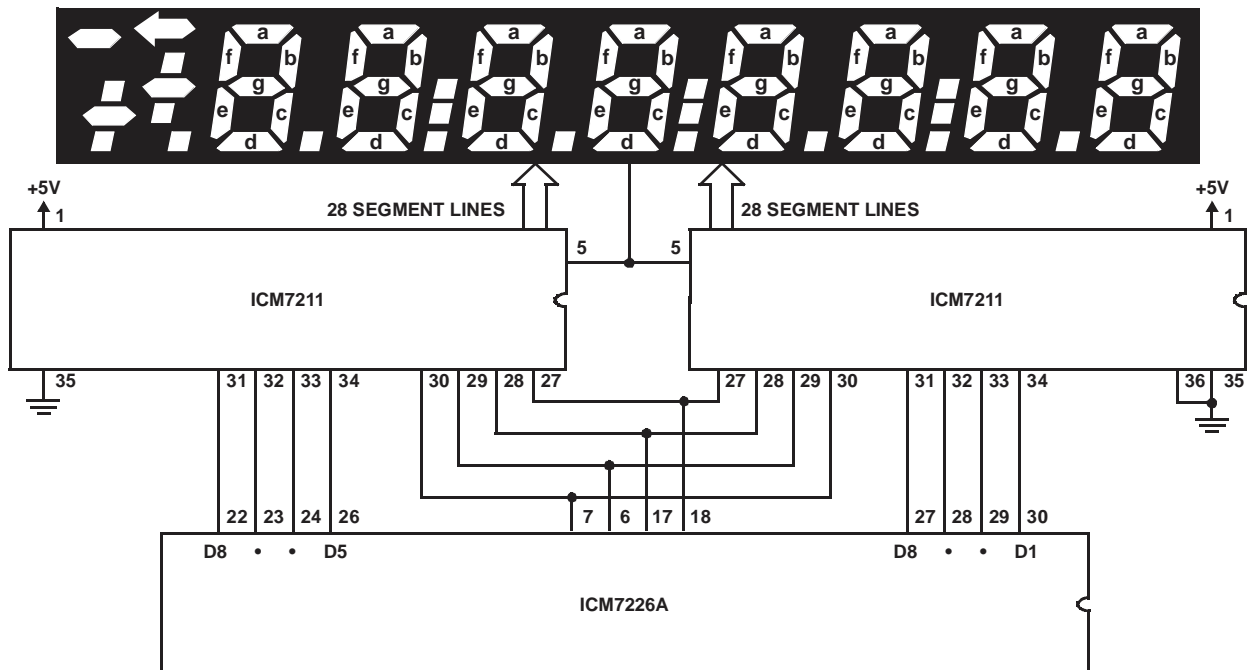 a a a a a a a a
f b f b f b f b f b f b f b f b
g g g g g g g g
e c e c e c e c e c e c e c e c
d d d d d d d d
+5V +5V
1 28 SEGMENT LINES 28 SEGMENT LINES 1
5 5
ICM7211 ICM7211
35 31 32 33 34 30 29 28 27 27 28 29 30 31 32 33 34 36 35
22 23 24 26 7 6 17 18 27 28 29 30
D8 • • D5 D8 • • D1
ICM7226A